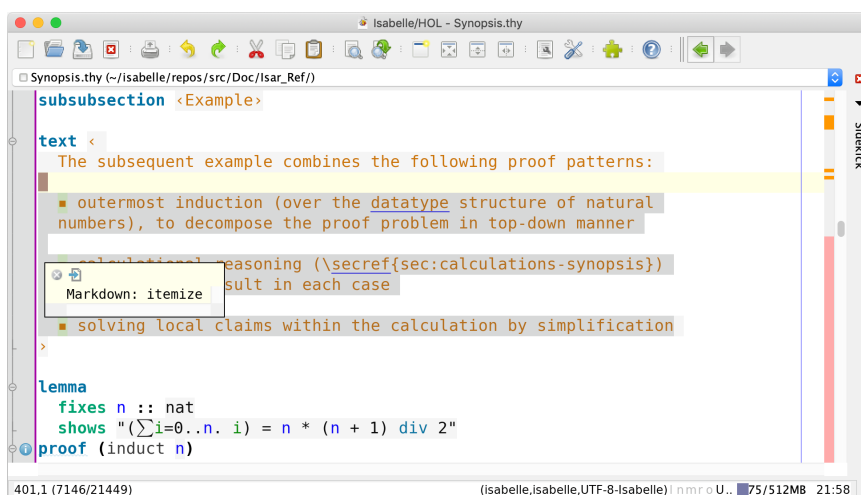 Isabelle/HOL - Synopsis.thy
Synopsis.thy (~/isabelle/repos/src/Doc/Isar_Ref/)
subsubsection ‹Example›
text ‹
The subsequent example combines the following proof patterns:
▪ outermost induction (over the datatype structure of natural
numbers), to decompose the proof problem in top-down manner
reasoning (\secref{sec:calculations-synopsis})
Markdown: itemize
in each case
▪ solving local claims within the calculation by simplification
›
lemma
fixes n :: nat
shows "(∑i=0..n. i) = n * (n + 1) div 2"
proof (induct n)
401,1 (7146/21449)
(isabelle,isabelle,UTF-8-Isabelle) l n m r o U.. 75/512MB 21:58
Sidekick